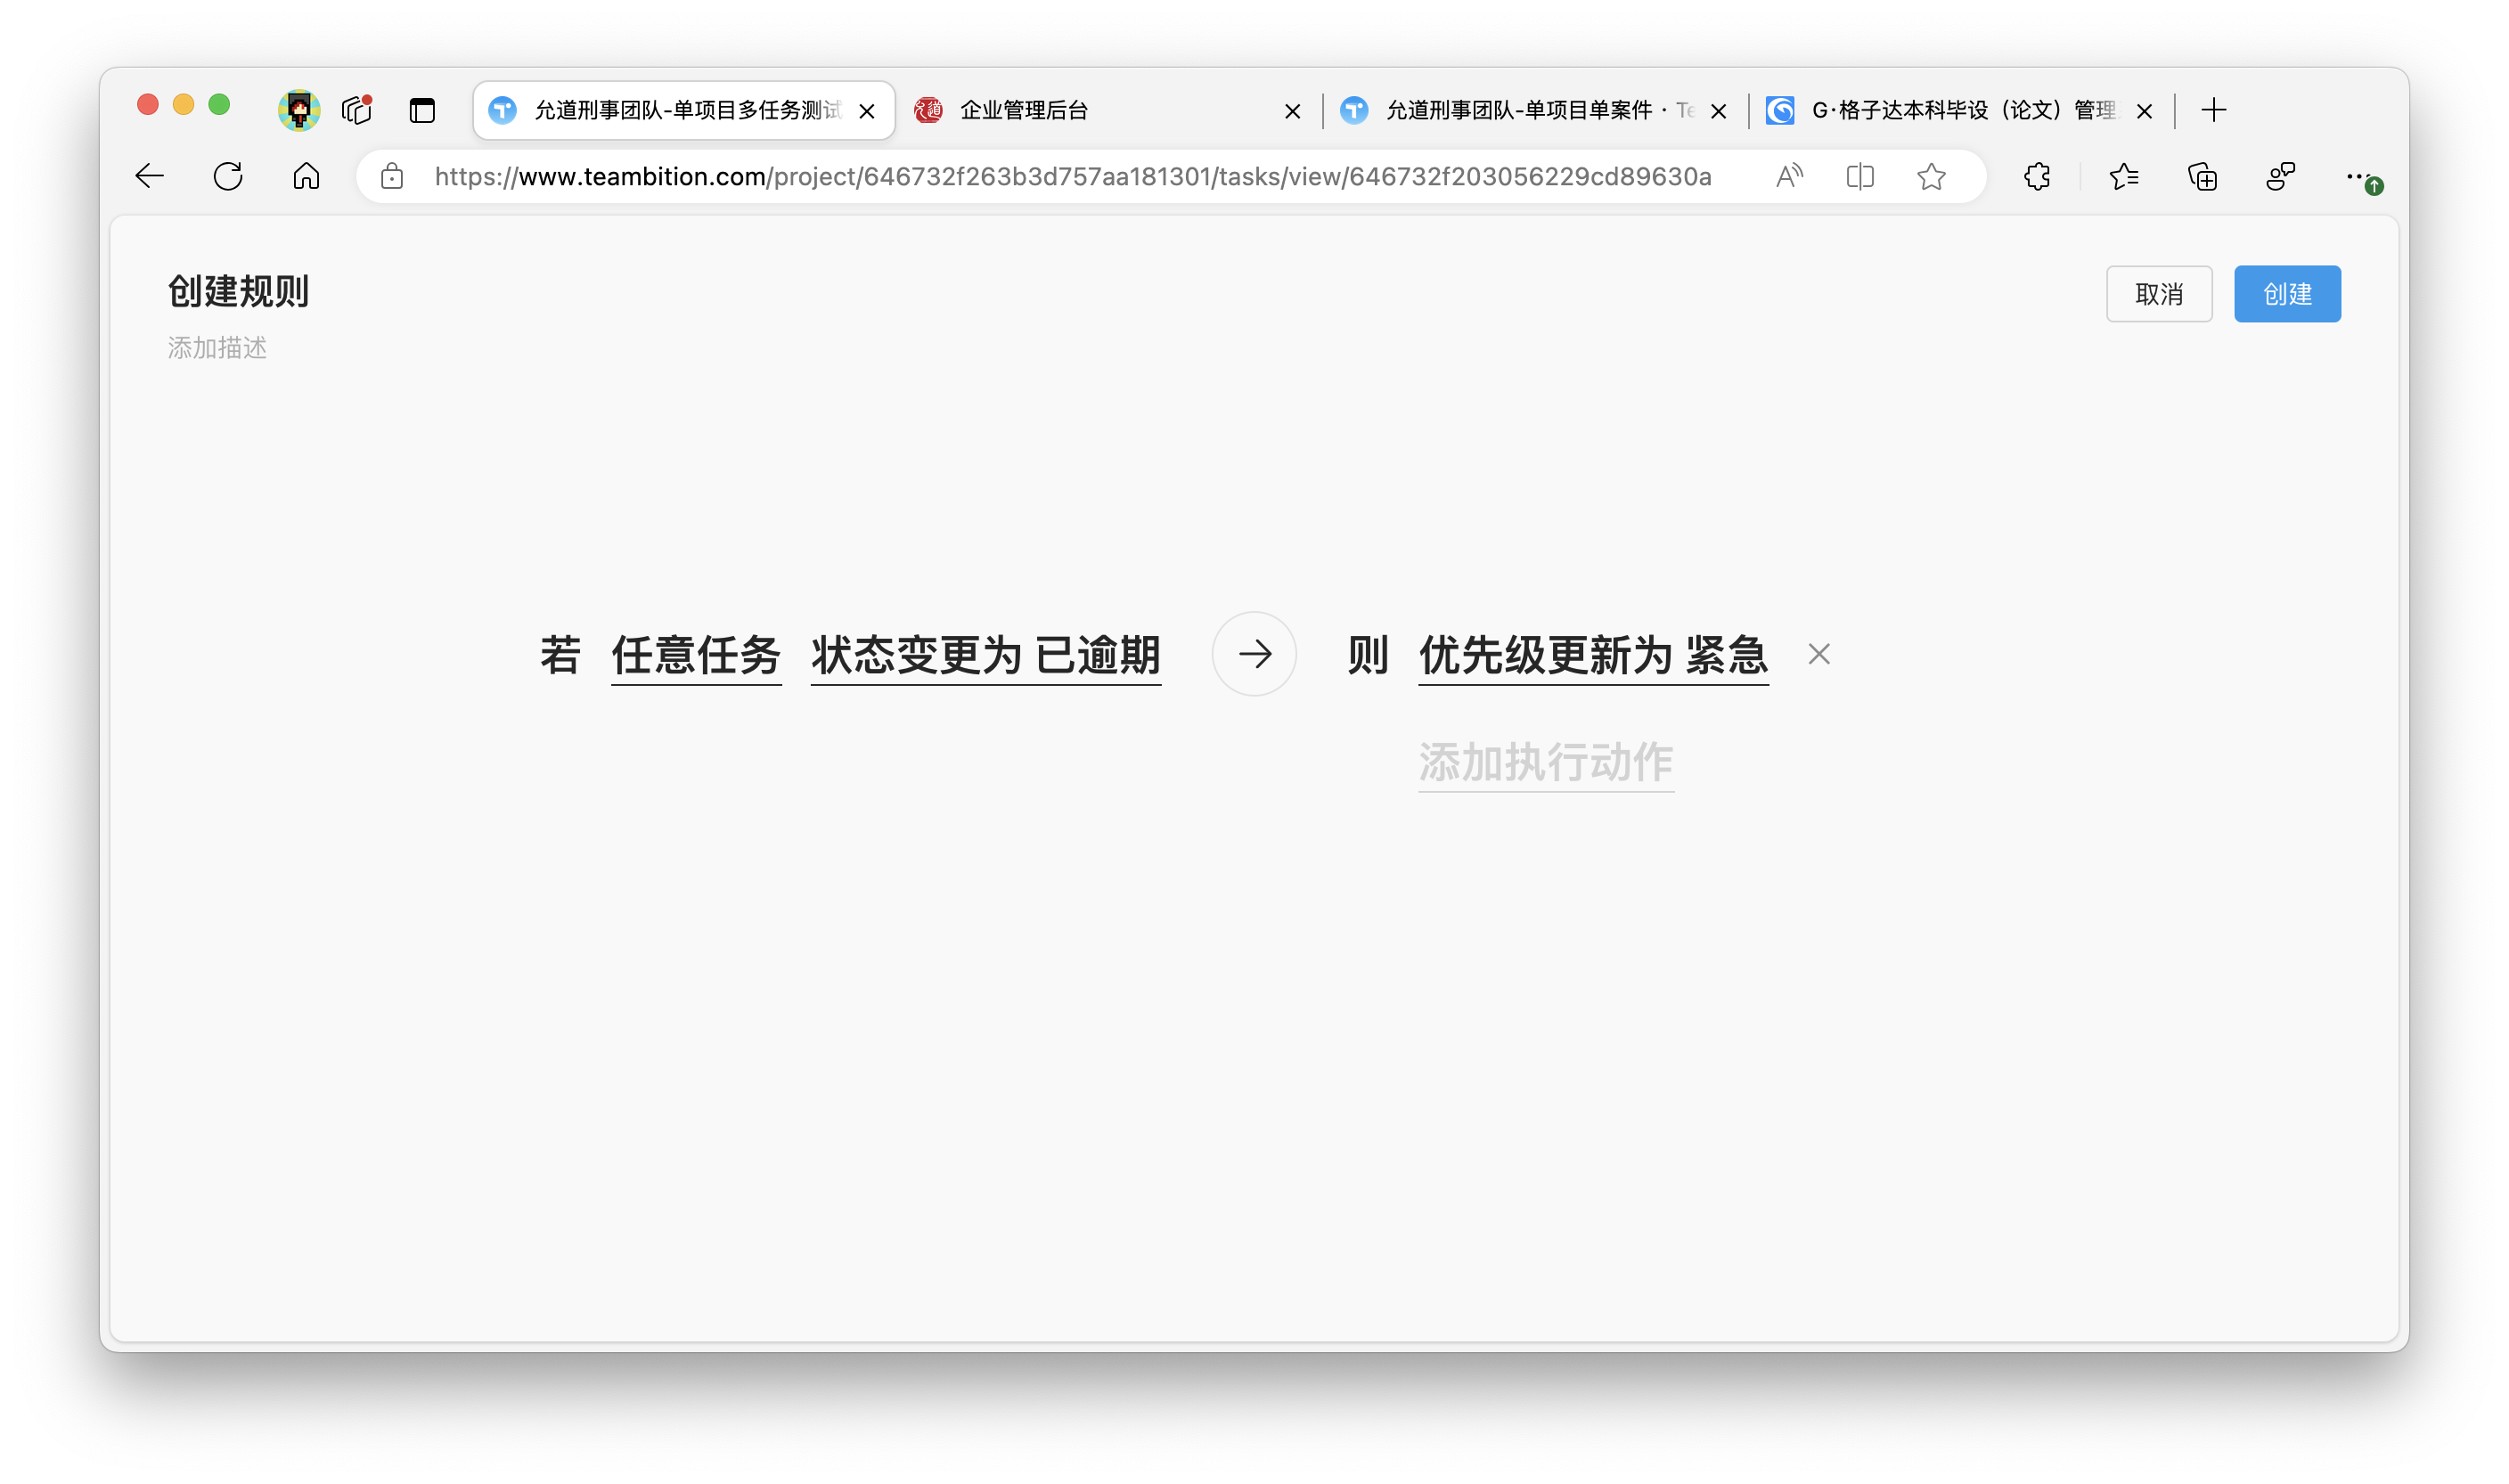 允道刑事团队-单项目多任务测试
企业管理后台
允道刑事团队-单项目单案件 · Te
G·格子达本科毕设（论文）管理
https://www.teambition.com/project/646732f263b3d757aa181301/tasks/view/646732f203056229cd89630a
创建规则
取消
创建
添加描述
若 任意任务 状态变更为 已逾期 则 优先级更新为 紧急
添加执行动作